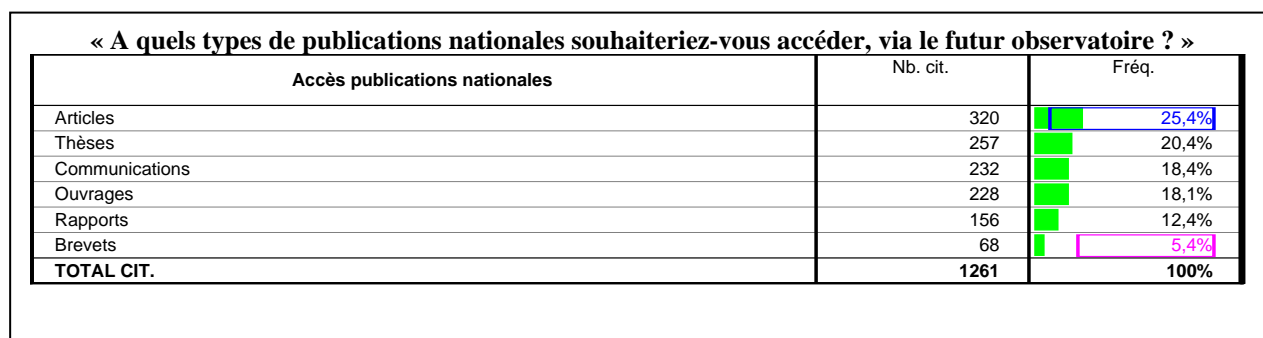 « A quels types de publications nationales souhaiteriez-vous accéder, via le futur observatoire ? »
Accès publications nationales Nb. cit. Fréq.
Articles 320 25,4%
Thèses 257 20,4%
Communications 232 18,4%
Ouvrages 228 18,1%
Rapports 156 12,4%
Brevets 68 5,4%
TOTAL CIT. 1261 100%